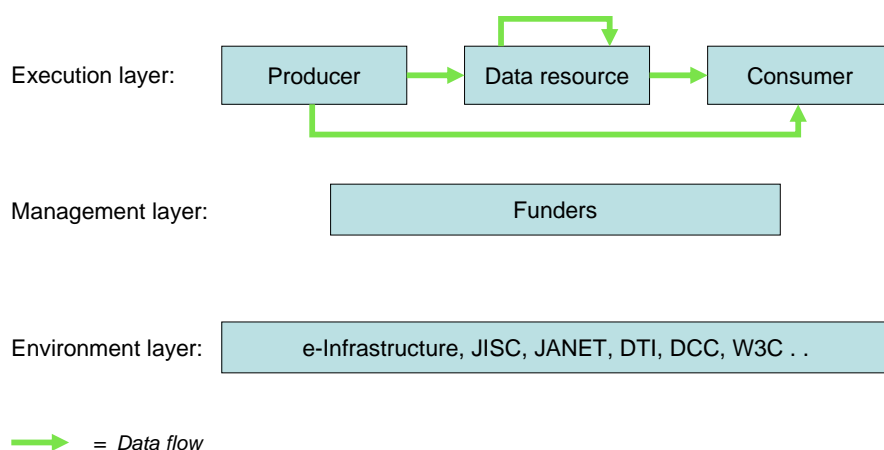 Execution layer: Producer Data resource Consumer
Management layer: Funders
Environment layer: e-Infrastructure, JISC, JANET, DTI, DCC, W3C . .
= Data flow